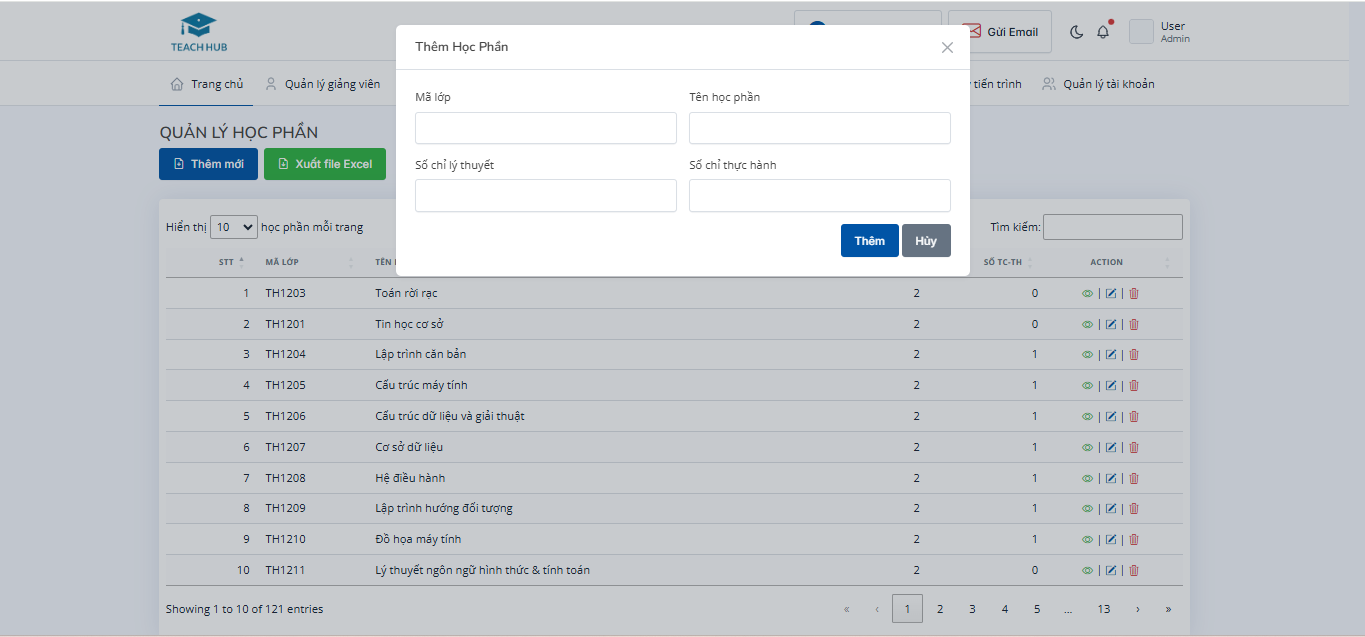 TEACH HUB
Gửi Email
User
Admin
Thêm Học Phần
Trang chủ
Quản lý giảng viên
tiến trình
Quản lý tài khoản
Mã lớp
Tên học phần
QUẢN LÝ HỌC PHẦN
Thêm mới
Xuất file Excel
Số chỉ lý thuyết
Số chỉ thực hành
Hiển thị 10 học phần mỗi trang
Tìm kiếm:
Thêm
Hủy
STT MÃ LỚP TÊN SỐ TC-TH ACTION
1 TH1203 Toán rời rạc 2 0 | |
2 TH1201 Tin học cơ sở 2 0 | |
3 TH1204 Lập trình căn bản 2 1 | |
4 TH1205 Cấu trúc máy tính 2 1 | |
5 TH1206 Cấu trúc dữ liệu và giải thuật 2 1 | |
6 TH1207 Cơ sở dữ liệu 2 1 | |
7 TH1208 Hệ điều hành 2 1 | |
8 TH1209 Lập trình hướng đối tượng 2 1 | |
9 TH1210 Đồ họa máy tính 2 1 | |
10 TH1211 Lý thuyết ngôn ngữ hình thức & tính toán 2 0 | |
Showing 1 to 10 of 121 entries
« ‹ 1 2 3 4 5 ... 13 › »